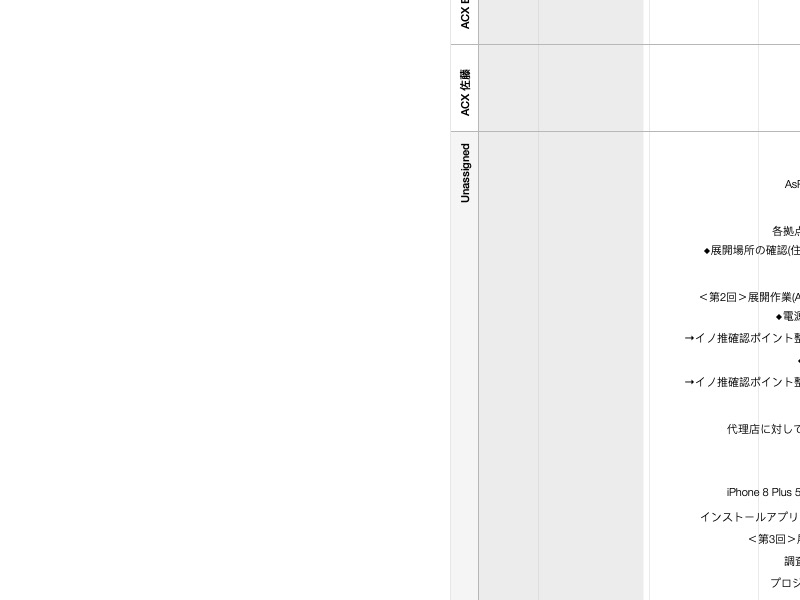 ACX
ACX 佐藤
Unassigned
各拠点
◆展開場所の確認(住
<第2回>展開作業(A
◆電源
→イノ推確認ポイント整
→イノ推確認ポイント整
代理店に対して
iPhone 8 Plus 5
インストールアプリ
<第3回>
調査
プロジ